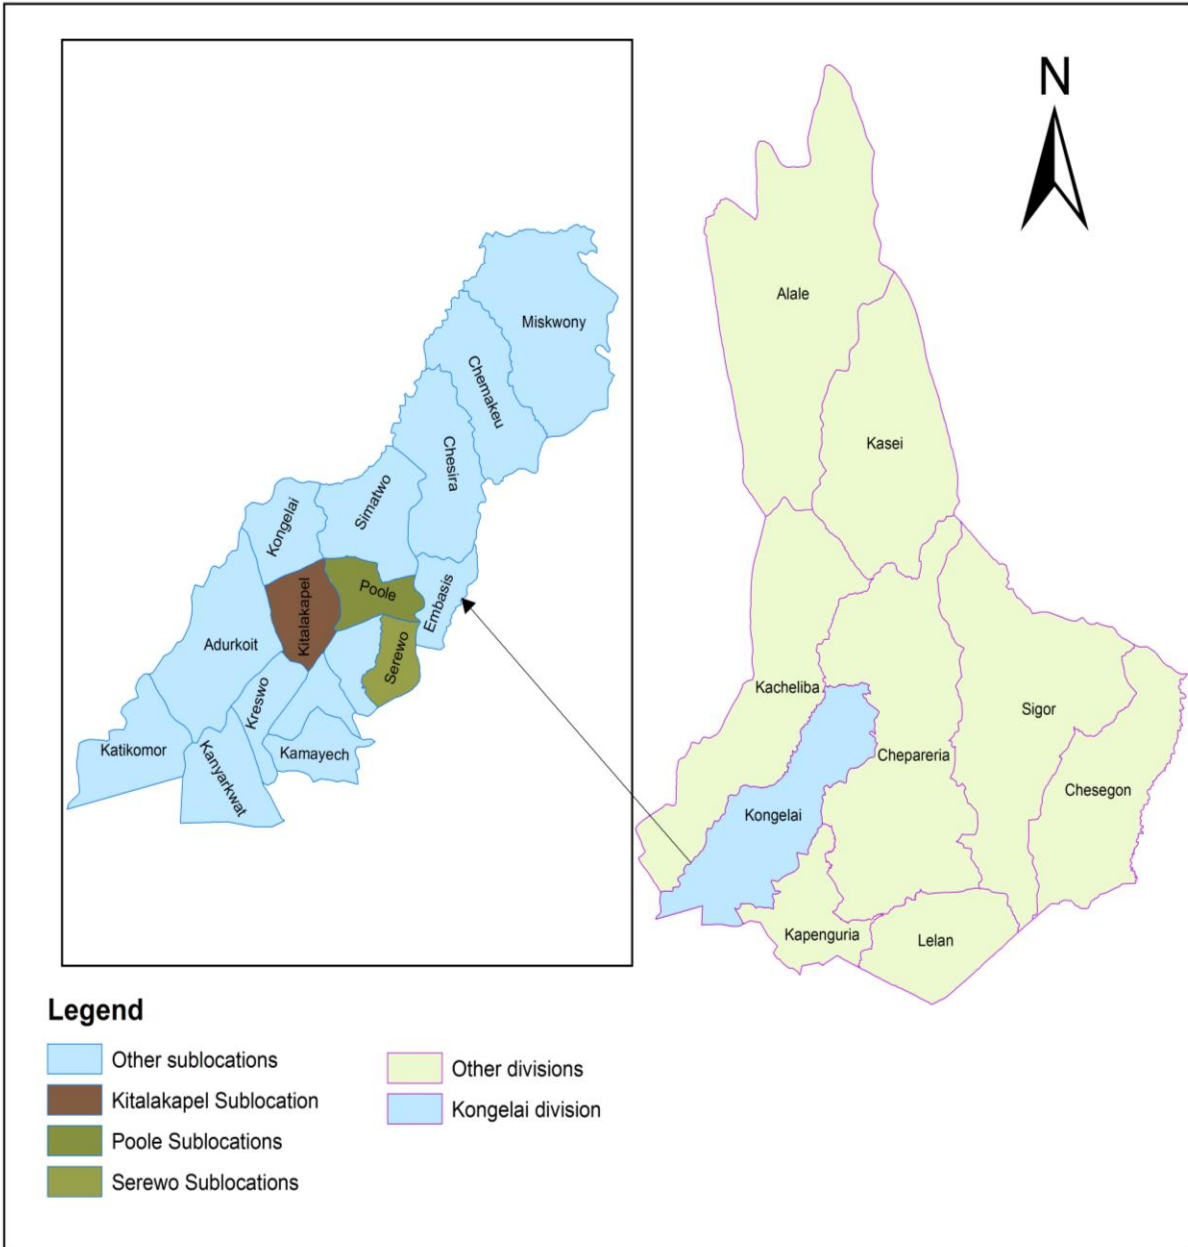 N
Miskwony
Chemakeu
Chesira
Simatwo
Kongelai
Kitalakapel
Poole
Embasis
Serewo
Adurkoit
Kreswo
Katikomor
Kanyarkwat
Kamayech
Alale
Kasei
Kacheliba
Sigor
Chepareria
Chesegon
Kongelai
Kapenguria
Lelan
Legend
Other sublocations
Kitalakapel Sublocation
Poole Sublocations
Serewo Sublocations
Other divisions
Kongelai division